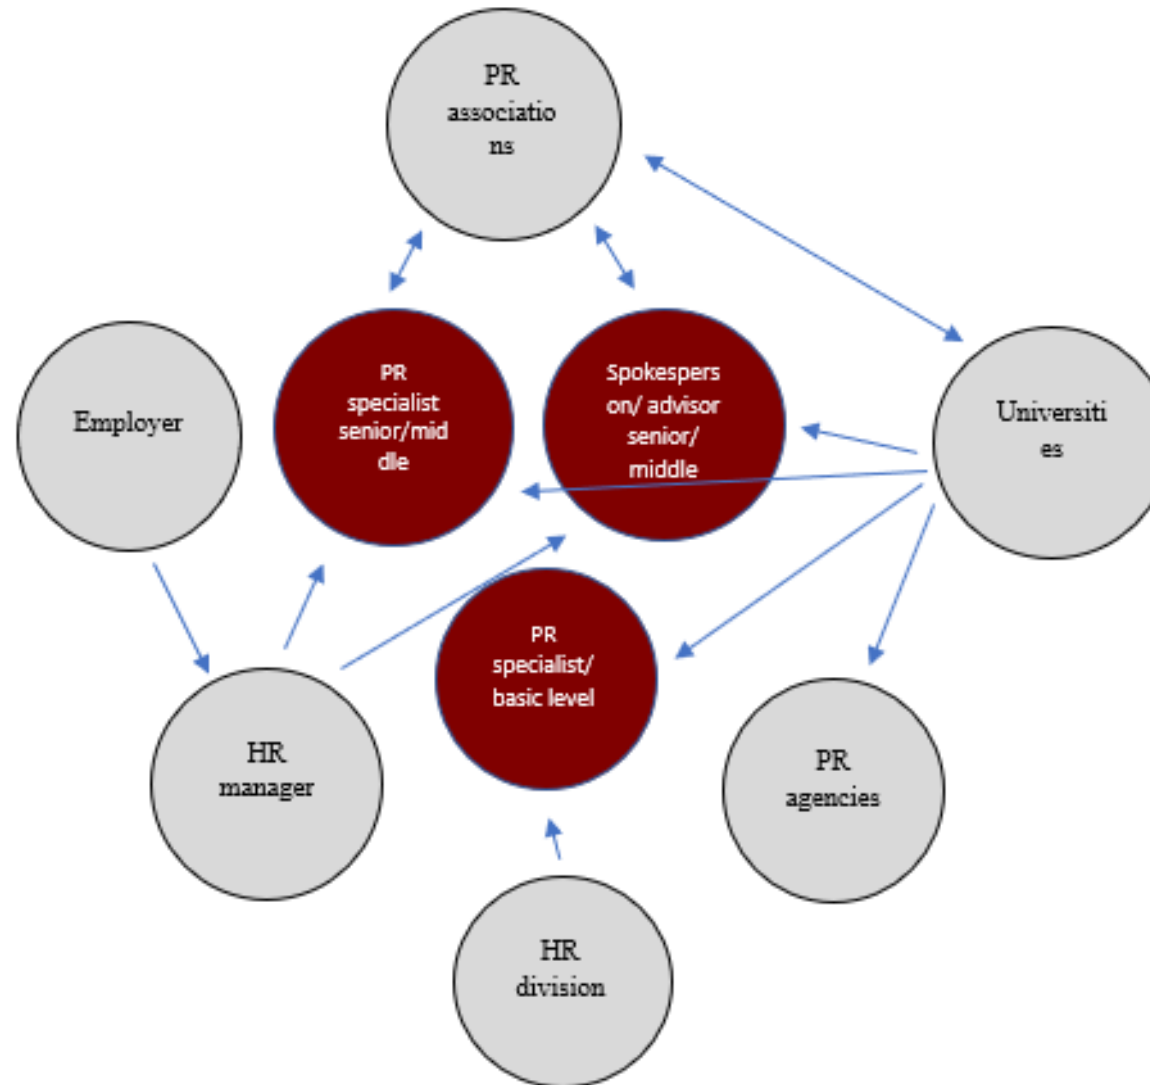 PR
associatio
ns
Employer
PR
specialist
senior/mid
dle
Spokespers
on/ advisor
senior/
middle
Universiti
es
PR
specialist/
basic level
HR
manager
PR
agencies
HR
division